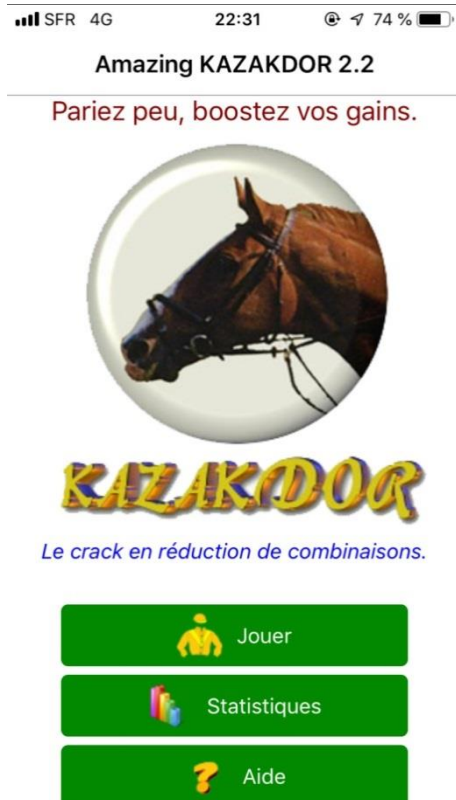 SFR 4G 22:31 74 %
Amazing KAZAKDOR 2.2
Pariez peu, boostez vos gains.
KAZAKDOR
Le crack en réduction de combinaisons.
Jouer
Statistiques
Aide